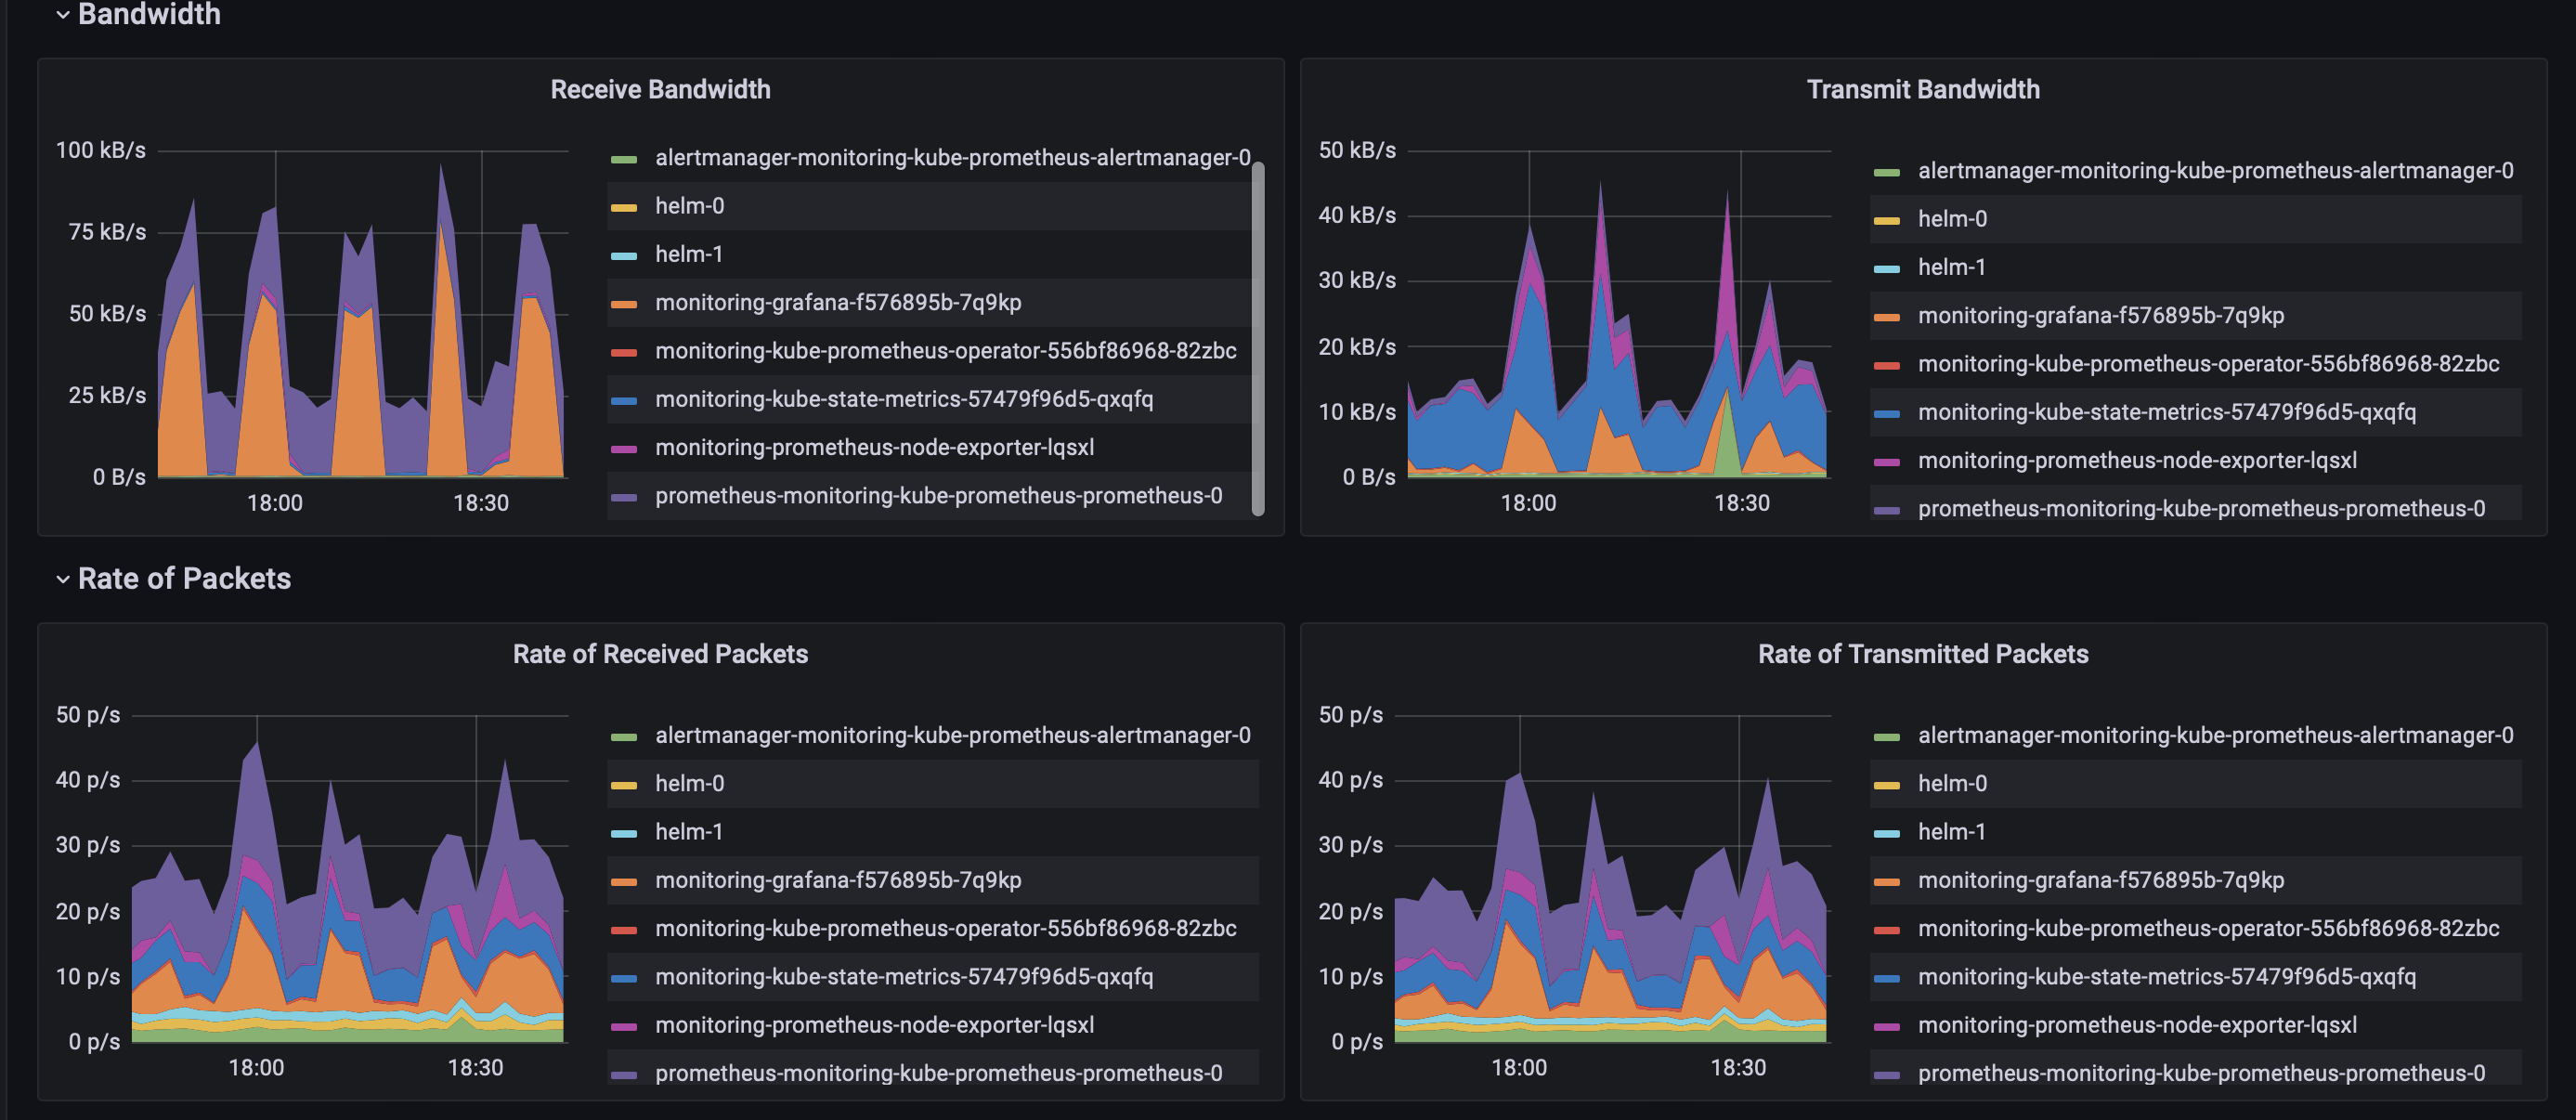 Bandwidth
Receive Bandwidth
100 kB/s
75 kB/s
50 kB/s
25 kB/s
0 B/s
18:00
18:30
alertmanager-monitoring-kube-prometheus-alertmanager-0
helm-0
helm-1
monitoring-grafana-f576895b-7q9kp
monitoring-kube-prometheus-operator-556bf86968-82zbc
monitoring-kube-state-metrics-57479f96d5-qxqfq
monitoring-prometheus-node-exporter-lqsxl
prometheus-monitoring-kube-prometheus-prometheus-0
Transmit Bandwidth
50 kB/s
40 kB/s
30 kB/s
20 kB/s
10 kB/s
0 B/s
18:00
18:30
alertmanager-monitoring-kube-prometheus-alertmanager-0
helm-0
helm-1
monitoring-grafana-f576895b-7q9kp
monitoring-kube-prometheus-operator-556bf86968-82zbc
monitoring-kube-state-metrics-57479f96d5-qxqfq
monitoring-prometheus-node-exporter-lqsxl
prometheus-monitoring-kube-prometheus-prometheus-0
Rate of Packets
Rate of Received Packets
50 p/s
40 p/s
30 p/s
20 p/s
10 p/s
0 p/s
18:00
18:30
alertmanager-monitoring-kube-prometheus-alertmanager-0
helm-0
helm-1
monitoring-grafana-f576895b-7q9kp
monitoring-kube-prometheus-operator-556bf86968-82zbc
monitoring-kube-state-metrics-57479f96d5-qxqfq
monitoring-prometheus-node-exporter-lqsxl
prometheus-monitoring-kube-prometheus-prometheus-0
Rate of Transmitted Packets
50 p/s
40 p/s
30 p/s
20 p/s
10 p/s
0 p/s
18:00
18:30
alertmanager-monitoring-kube-prometheus-alertmanager-0
helm-0
helm-1
monitoring-grafana-f576895b-7q9kp
monitoring-kube-prometheus-operator-556bf86968-82zbc
monitoring-kube-state-metrics-57479f96d5-qxqfq
monitoring-prometheus-node-exporter-lqsxl
prometheus-monitoring-kube-prometheus-prometheus-0